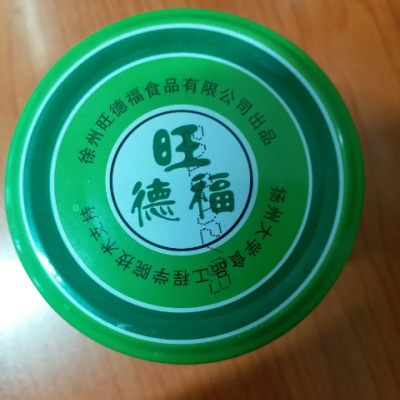 徐州旺德福食品有限公司出品
旺
德福
扬州大学食品工程学院技术支持